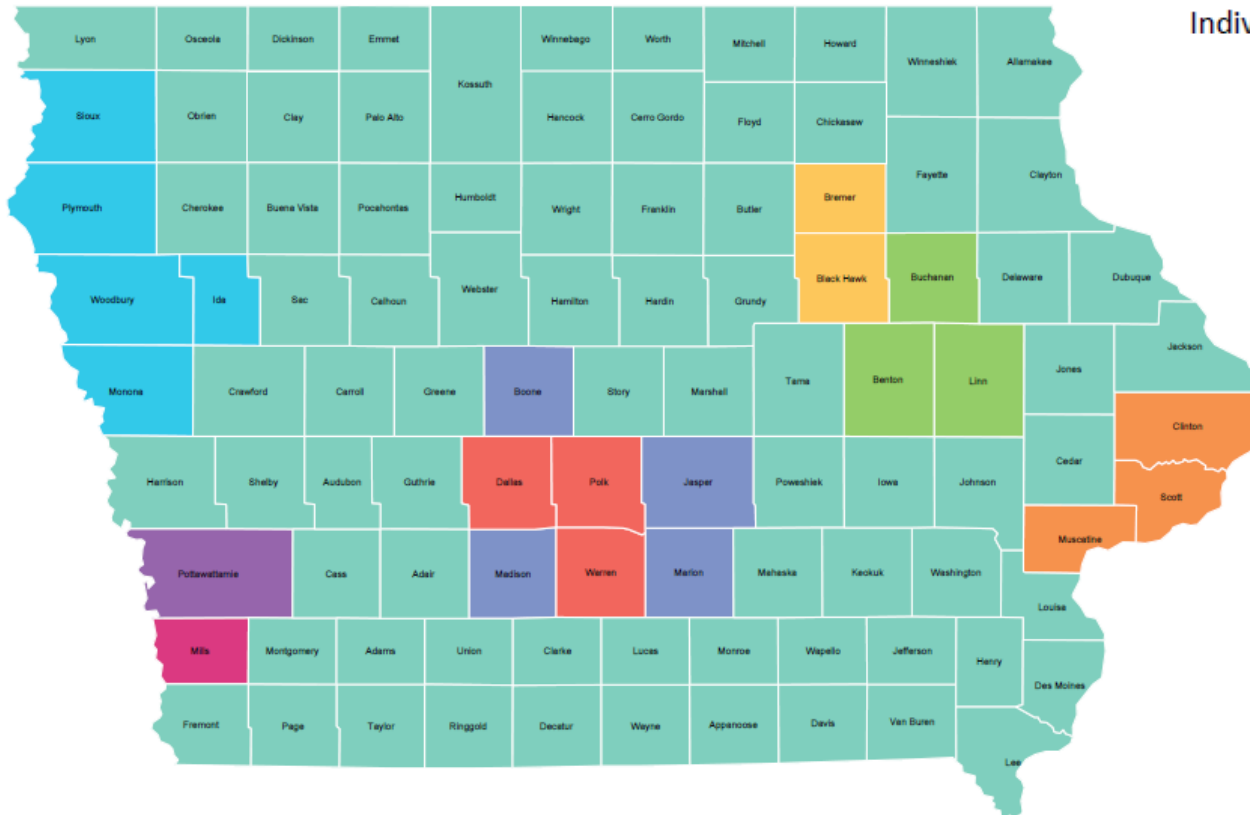 Indiv
Lyon
Osceola
Dickinson
Emmet
Winnebago
Worth
Mitchell
Howard
Winneshiek
Allamakee
Kossuth
Sioux
Obrien
Clay
Palo Alto
Hancock
Cerro Gordo
Floyd
Chickasaw
Fayette
Clayton
Plymouth
Cherokee
Buena Vista
Pocahontas
Humboldt
Wright
Franklin
Butler
Bremer
Woodbury
Ida
Sac
Calhoun
Webster
Hamilton
Hardin
Grundy
Black Hawk
Buchanan
Delaware
Dubuque
Monona
Crawford
Carroll
Greene
Boone
Story
Marshall
Tama
Benton
Linn
Jones
Jackson
Clinton
Harrison
Shelby
Audubon
Guthrie
Dallas
Polk
Jasper
Poweshiek
Iowa
Johnson
Cedar
Scott
Muscatine
Pottawattamie
Cass
Adair
Madison
Warren
Marion
Mahaska
Keokuk
Washington
Louisa
Mills
Montgomery
Adams
Union
Clarke
Lucas
Monroe
Wapello
Jefferson
Henry
Des Moines
Fremont
Page
Taylor
Ringgold
Decatur
Wayne
Appanoose
Davis
Van Buren
Lee